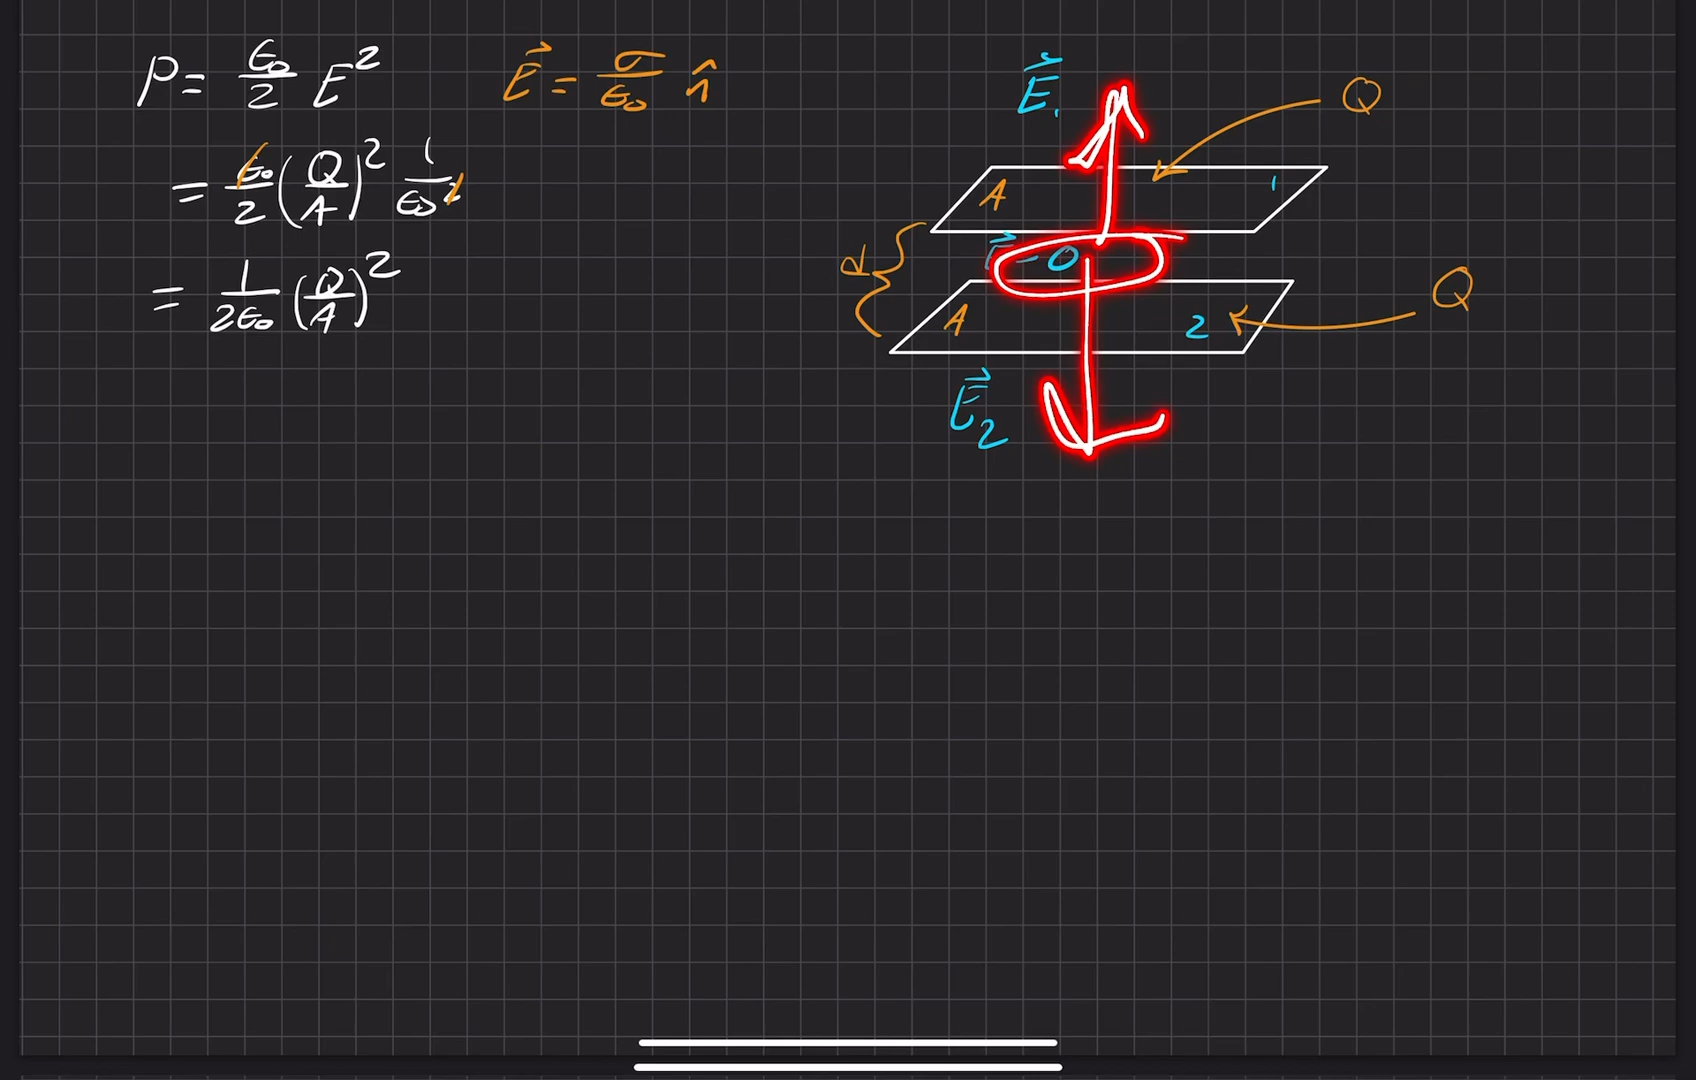 P = ε₀/2 E²
E⃗ = σ/ε₀ n̂
= ε₀/2 (Q/A)² 1/ε₀²
= 1/2ε₀ (Q/A)²
E⃗₁
Q
A
1
d
E⃗ = 0
A
2
Q
E⃗₂